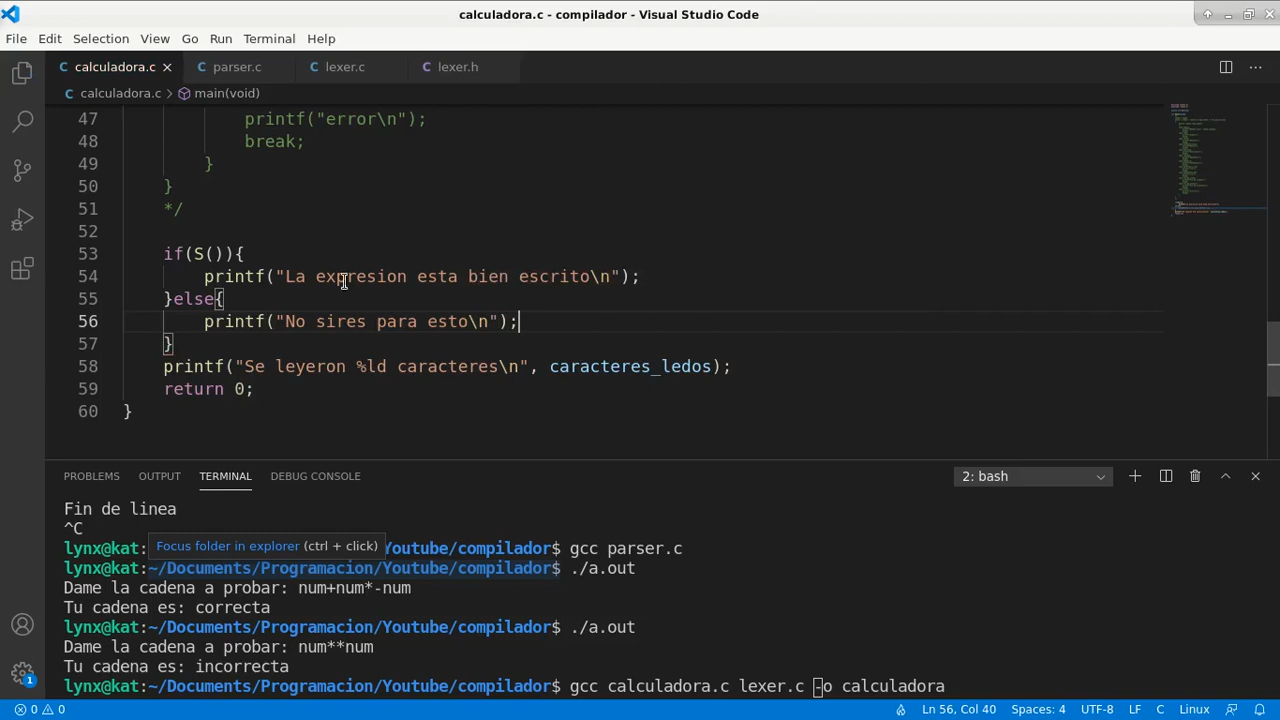 calculadora.c - compilador - Visual Studio Code
File Edit Selection View Go Run Terminal Help
C calculadora.c C parser.c C lexer.c C lexer.h
C calculadora.c > main(void)
47 printf("error\n");
48 break;
49 }
50 }
51 */
52
53 if(S()){
54 printf("La expresion esta bien escrito\n");
55 }else{
56 printf("No sires para esto\n");
57 }
58 printf("Se leyeron %ld caracteres\n", caracteres_ledos);
59 return 0;
60 }
PROBLEMS OUTPUT TERMINAL DEBUG CONSOLE 2: bash
Fin de linea
^C
Focus folder in explorer (ctrl + click)
lynx@kat: Youtube/compilador$ gcc parser.c
lynx@kat:~/Documents/Programacion/Youtube/compilador$ ./a.out
Dame la cadena a probar: num+num*-num
Tu cadena es: correcta
lynx@kat:~/Documents/Programacion/Youtube/compilador$ ./a.out
Dame la cadena a probar: num**num
Tu cadena es: incorrecta
lynx@kat:~/Documents/Programacion/Youtube/compilador$ gcc calculadora.c lexer.c -o calculadora
1 0 0 Ln 56, Col 40 Spaces: 4 UTF-8 LF C Linux